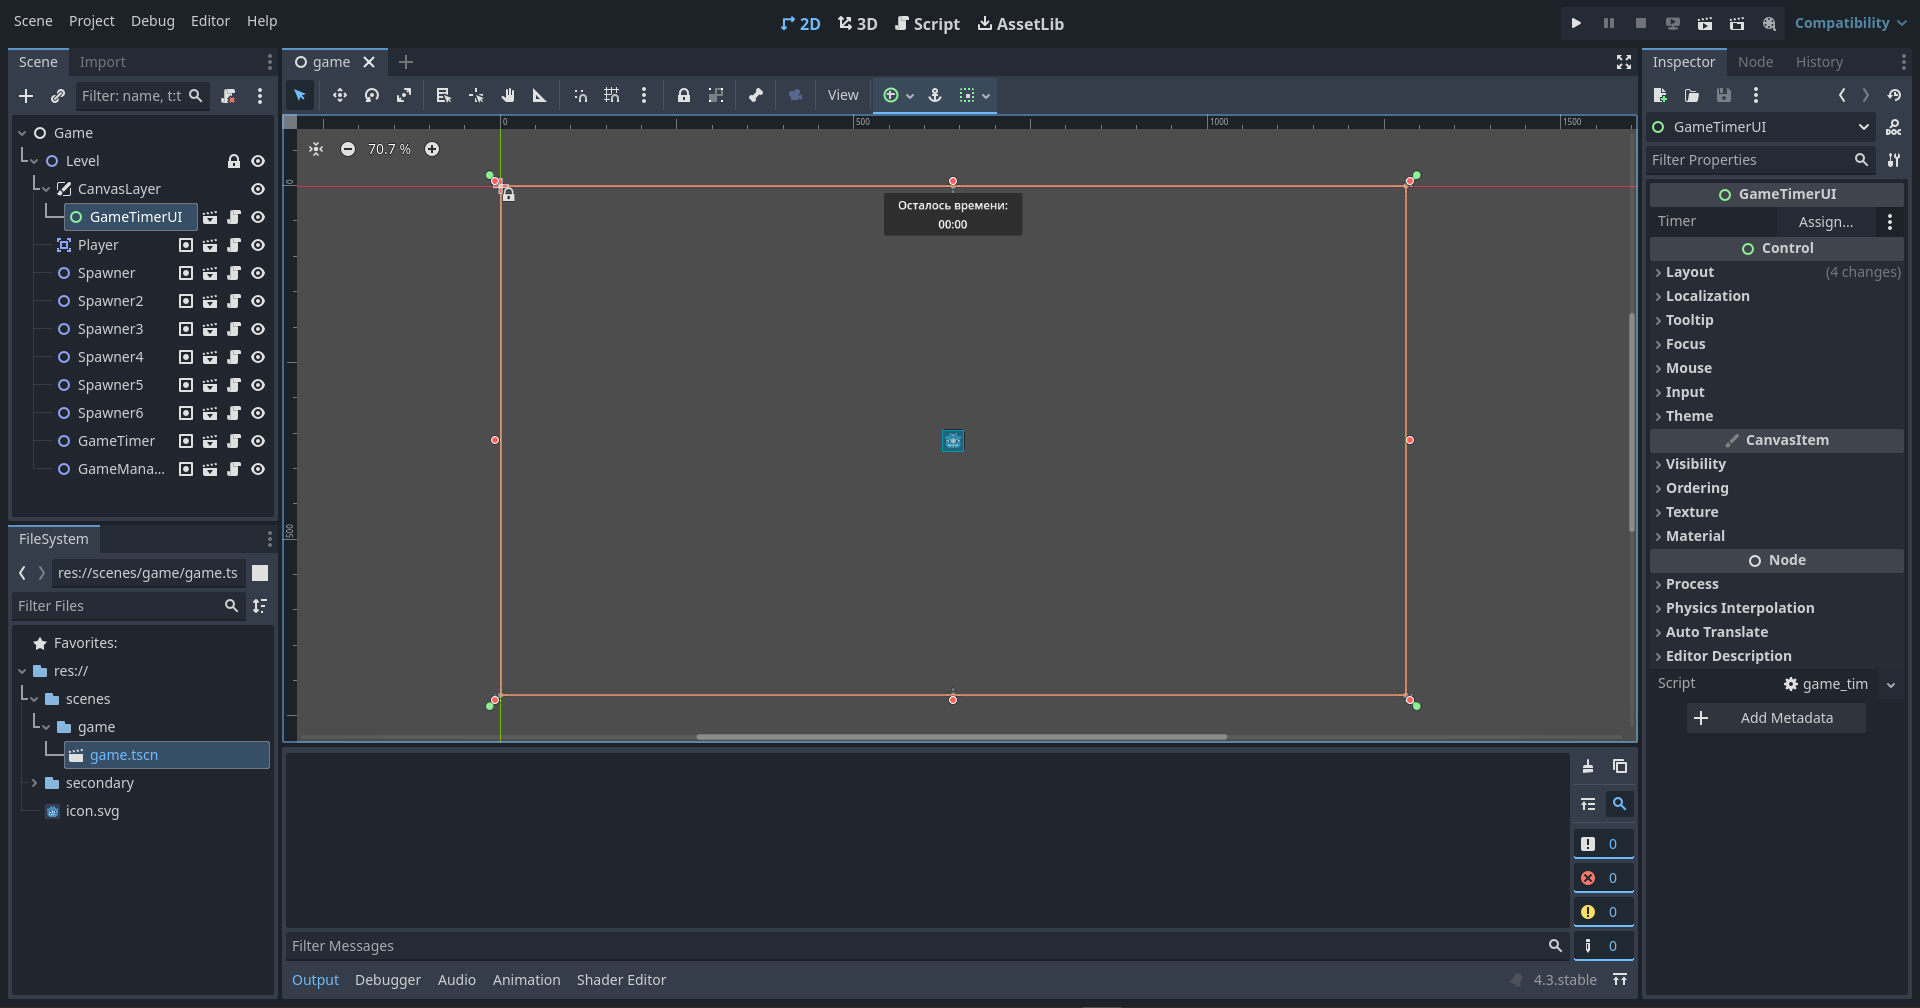 Scene Project Debug Editor Help
2D 3D Script AssetLib
Compatibility
Scene Import
Filter: name, t:t
Game
Level
CanvasLayer
GameTimerUI
Player
Spawner
Spawner2
Spawner3
Spawner4
Spawner5
Spawner6
GameTimer
GameMana...
FileSystem
res://scenes/game/game.ts
Filter Files
Favorites:
res://
scenes
game
game.tscn
secondary
icon.svg
game
View
0 500 1000 1500
0
500
70.7 %
Осталось времени:
00:00
Filter Messages
0
0
0
0
Output Debugger Audio Animation Shader Editor
4.3.stable
Inspector Node History
GameTimerUI
DOC
Filter Properties
GameTimerUI
Timer Assign...
Control
Layout (4 changes)
Localization
Tooltip
Focus
Mouse
Input
Theme
CanvasItem
Visibility
Ordering
Texture
Material
Node
Process
Physics Interpolation
Auto Translate
Editor Description
Script game_tim
Add Metadata